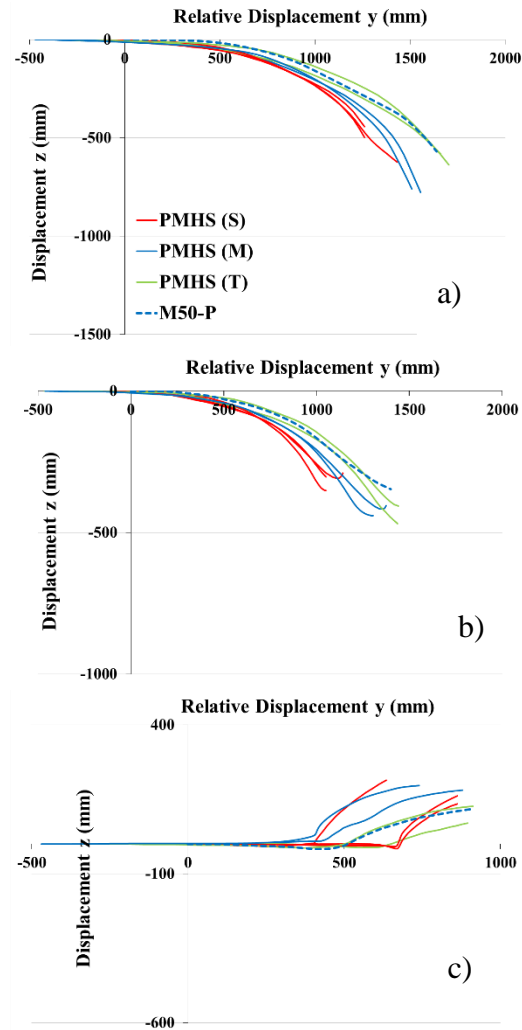 Relative Displacement y (mm)
-500 0 500 1000 1500 2000
0
-500
-1000
-1500
Displacement z (mm)
PMHS (S)
PMHS (M)
PMHS (T)
M50-P
a)
Relative Displacement y (mm)
-500 0 500 1000 1500 2000
0
-500
-1000
Displacement z (mm)
b)
Relative Displacement y (mm)
400
-500 0 500 1000
-100
-600
Displacement z (mm)
c)